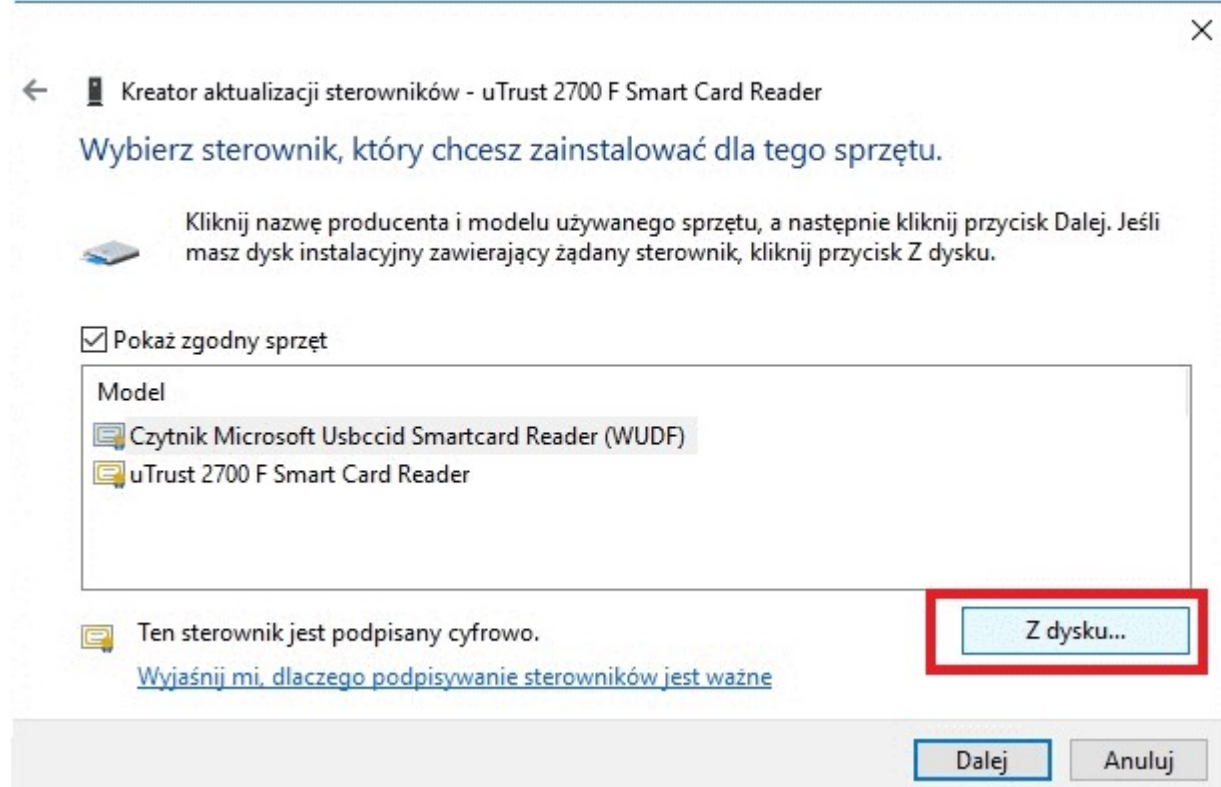 Kreator aktualizacji sterowników - uTrust 2700 F Smart Card Reader
Wybierz sterownik, który chcesz zainstalować dla tego sprzętu.
Kliknij nazwę producenta i modelu używanego sprzętu, a następnie kliknij przycisk Dalej. Jeśli
masz dysk instalacyjny zawierający żądany sterownik, kliknij przycisk Z dysku.
Pokaż zgodny sprzęt
Model
Czytnik Microsoft Usbccid Smartcard Reader (WUDF)
uTrust 2700 F Smart Card Reader
Ten sterownik jest podpisany cyfrowo.
Z dysku...
Wyjaśnij mi, dlaczego podpisywanie sterowników jest ważne
Dalej
Anuluj